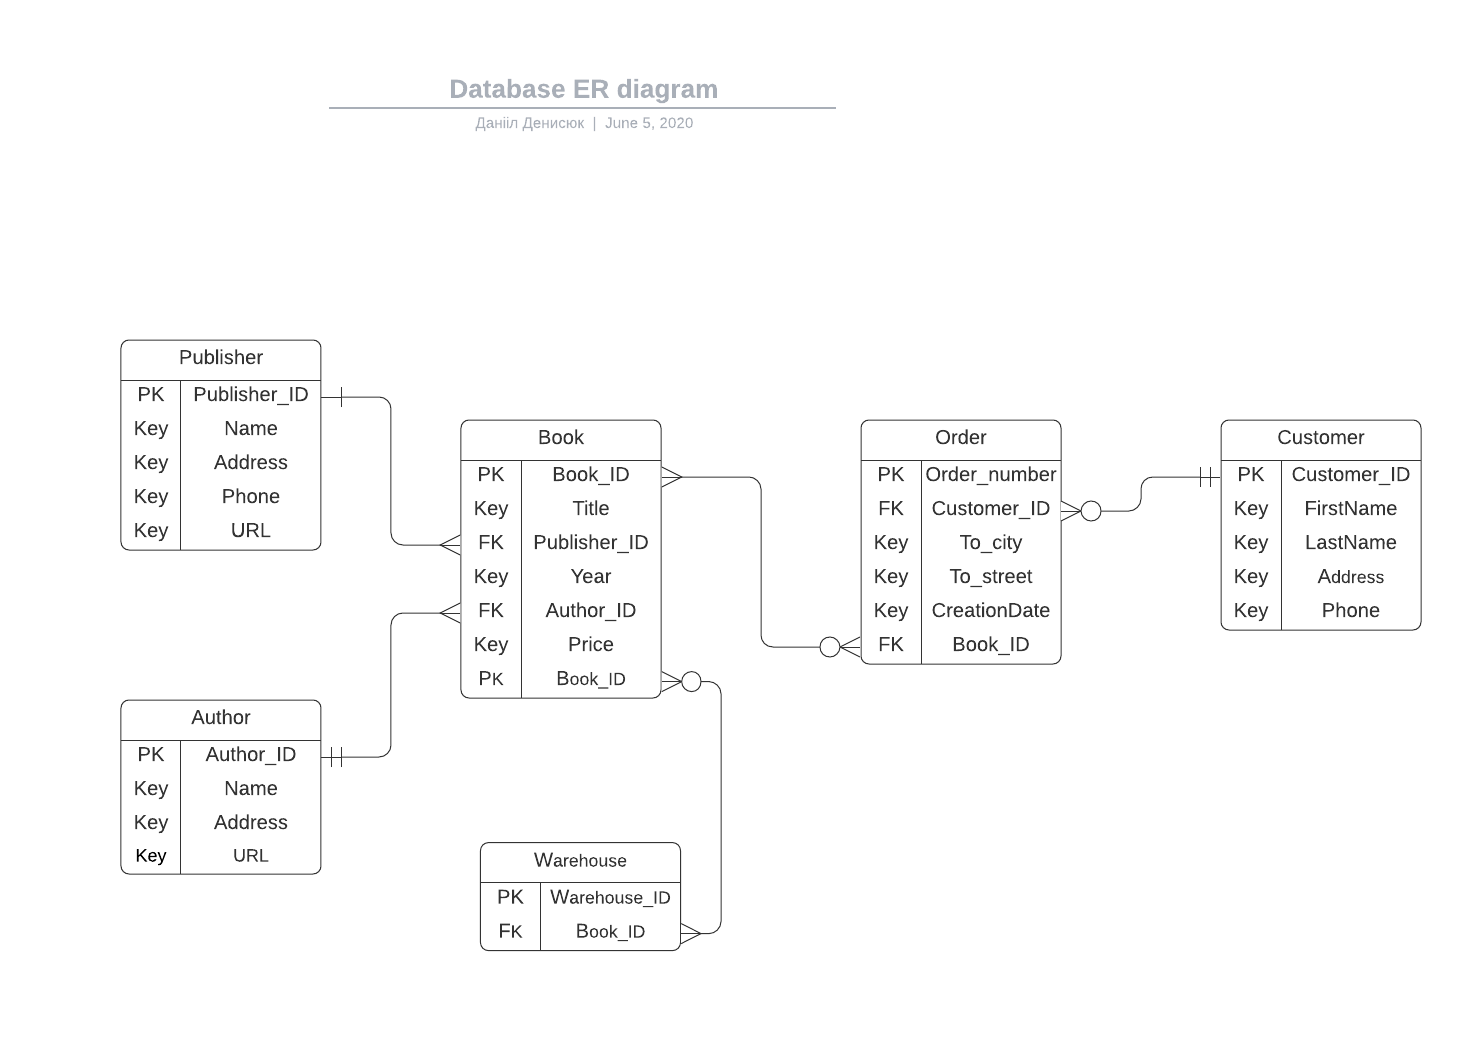 Database ER diagram
Данііл Денисюк | June 5, 2020
Publisher
PK Publisher_ID
Key Name
Key Address
Key Phone
Key URL
Author
PK Author_ID
Key Name
Key Address
Key URL
Book
PK Book_ID
Key Title
FK Publisher_ID
Key Year
FK Author_ID
Key Price
PK Book_ID
Warehouse
PK Warehouse_ID
FK Book_ID
Order
PK Order_number
FK Customer_ID
Key To_city
Key To_street
Key CreationDate
FK Book_ID
Customer
PK Customer_ID
Key FirstName
Key LastName
Key Address
Key Phone